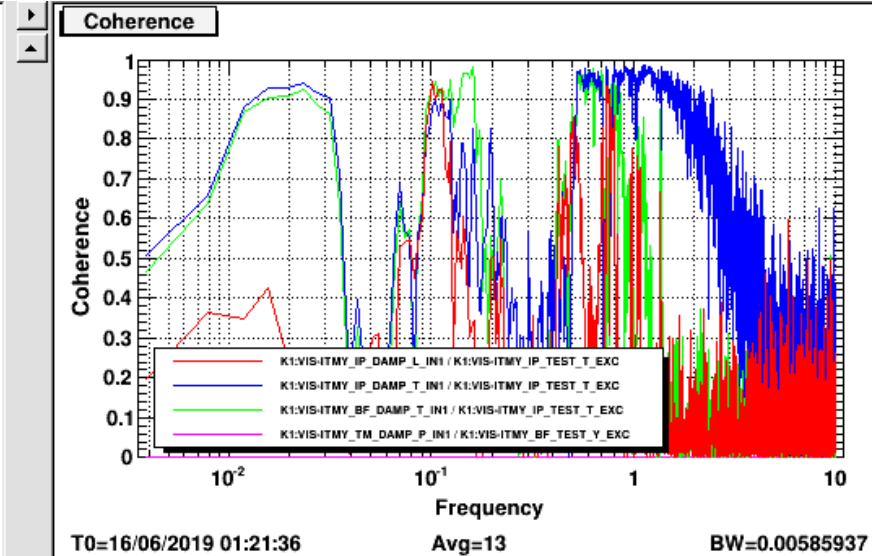 Coherence
1
0.9
0.8
0.7
0.6
0.5
0.4
0.3
0.2
0.1
0
Coherence
K1:VIS-ITMY_IP_DAMP_L_IN1 / K1:VIS-ITMY_IP_TEST_T_EXC
K1:VIS-ITMY_IP_DAMP_T_IN1 / K1:VIS-ITMY_IP_TEST_T_EXC
K1:VIS-ITMY_BF_DAMP_T_IN1 / K1:VIS-ITMY_IP_TEST_T_EXC
K1:VIS-ITMY_TM_DAMP_P_IN1 / K1:VIS-ITMY_BF_TEST_Y_EXC
10⁻² 10⁻¹ 1 10
Frequency
T0=16/06/2019 01:21:36 Avg=13 BW=0.00585937